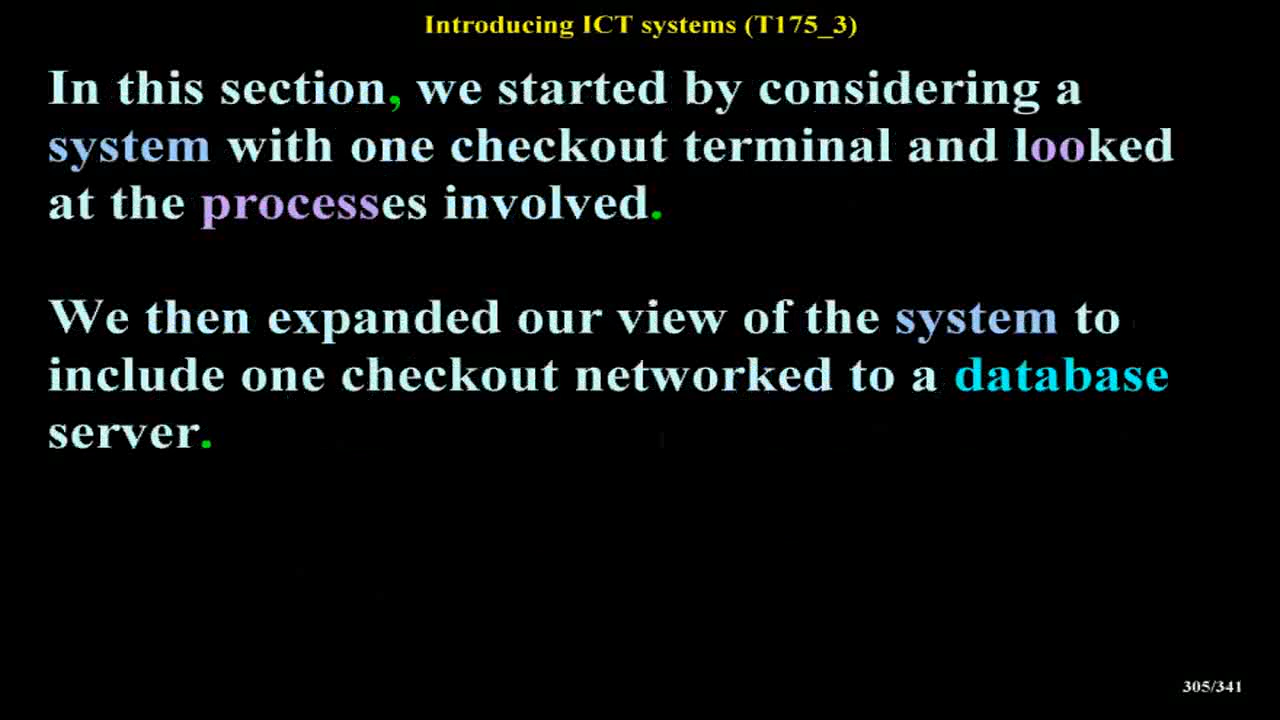 Introducing ICT systems (T175_3)
In this section, we started by considering a
system with one checkout terminal and looked
at the processes involved.
We then expanded our view of the system to
include one checkout networked to a database
server.
305/341